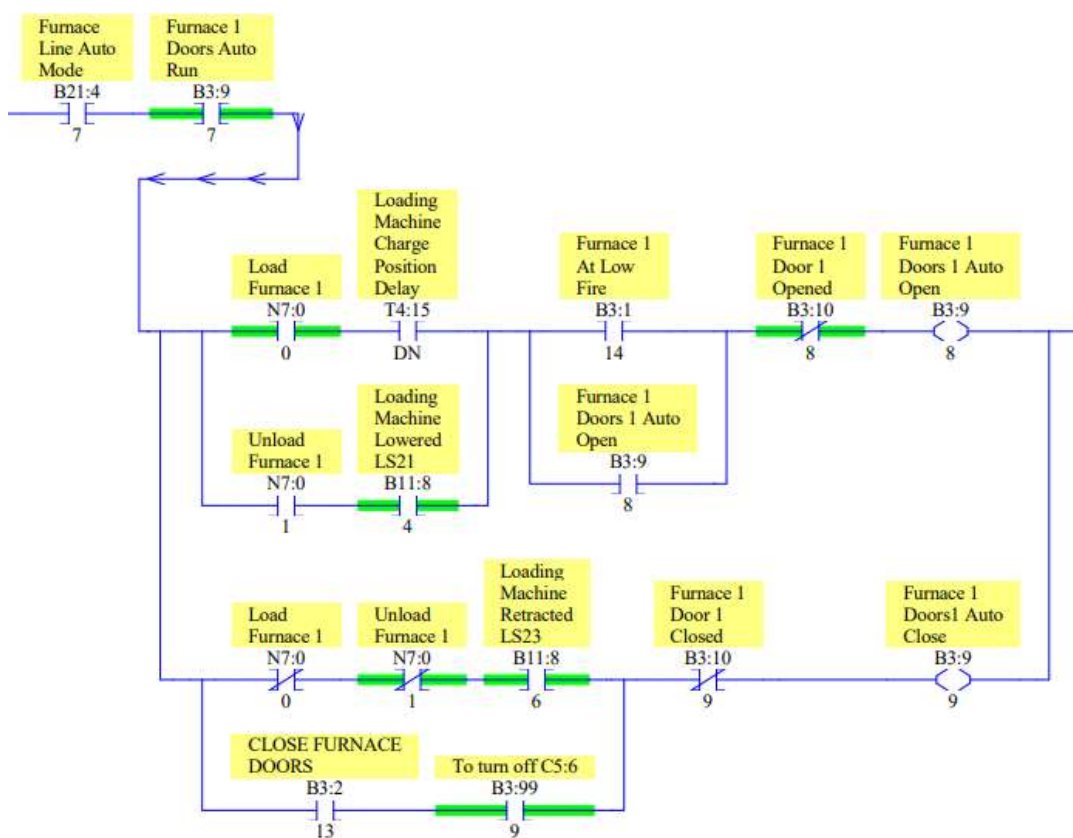 Furnace
Line Auto
Mode
B21:4
7
Furnace 1
Doors Auto
Run
B3:9
7
Load
Furnace 1
N7:0
0
Loading
Machine
Charge
Position
Delay
T4:15
DN
Furnace 1
At Low
Fire
B3:1
14
Furnace 1
Door 1
Opened
B3:10
8
Furnace 1
Doors 1 Auto
Open
B3:9
8
Unload
Furnace 1
N7:0
1
Loading
Machine
Lowered
LS21
B11:8
4
Furnace 1
Doors 1 Auto
Open
B3:9
8
Load
Furnace 1
N7:0
0
Unload
Furnace 1
N7:0
1
Loading
Machine
Retracted
LS23
B11:8
6
Furnace 1
Door 1
Closed
B3:10
9
Furnace 1
Doors1 Auto
Close
B3:9
9
CLOSE FURNACE
DOORS
B3:2
13
To turn off C5:6
B3:99
9